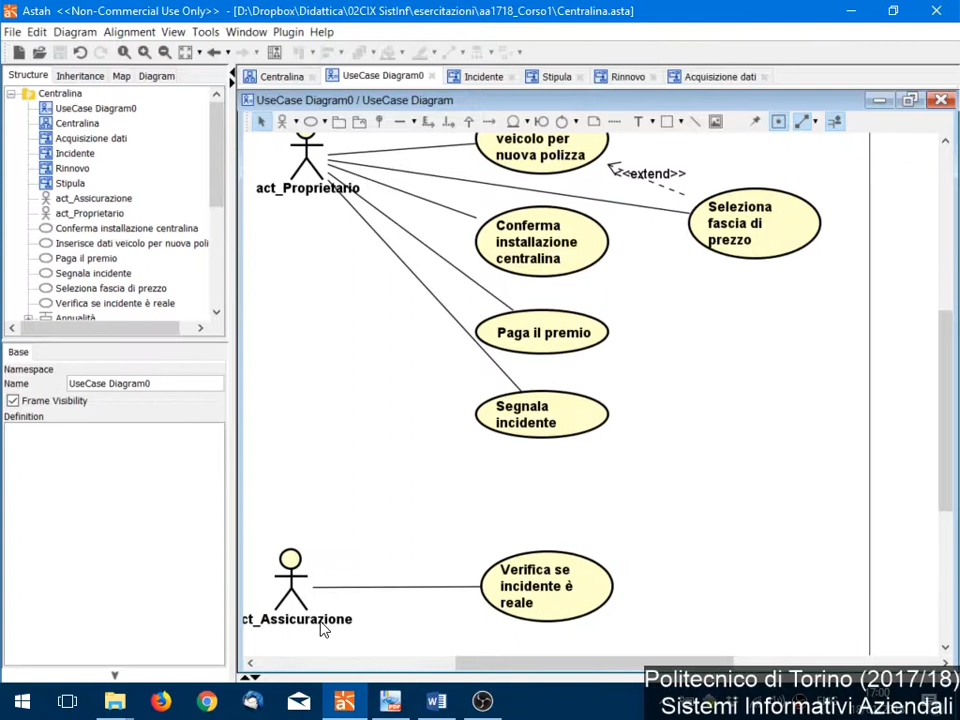 Astah <<Non-Commercial Use Only>> - [D:\Dropbox\Didattica\02CIX SistInf\esercitazioni\aa1718_Corso1\Centralina.asta]
File Edit Diagram Alignment View Tools Window Plugin Help
Structure Inheritance Map Diagram
Centralina UseCase Diagram0 Incidente Stipula Rinnovo Acquisizione dati
Centralina
UseCase Diagram0
Centralina
Acquisizione dati
Incidente
Rinnovo
Stipula
act_Assicurazione
act_Proprietario
Conferma installazione centralina
Inserisce dati veicolo per nuova poli
Paga il premio
Segnala incidente
Seleziona fascia di prezzo
Verifica se incidente è reale
Annualità
Base
Namespace
Name UseCase Diagram0
Frame Visibility
Definition
UseCase Diagram0 / UseCase Diagram
T
veicolo per
nuova polizza
act_Proprietario
<<extend>>
Seleziona
fascia di
prezzo
Conferma
installazione
centralina
Paga il premio
Segnala
incidente
Verifica se
incidente è
reale
ct_Assicurazione
Politecnico di Torino (2017/18)
Sistemi Informativi Aziendali
17:00